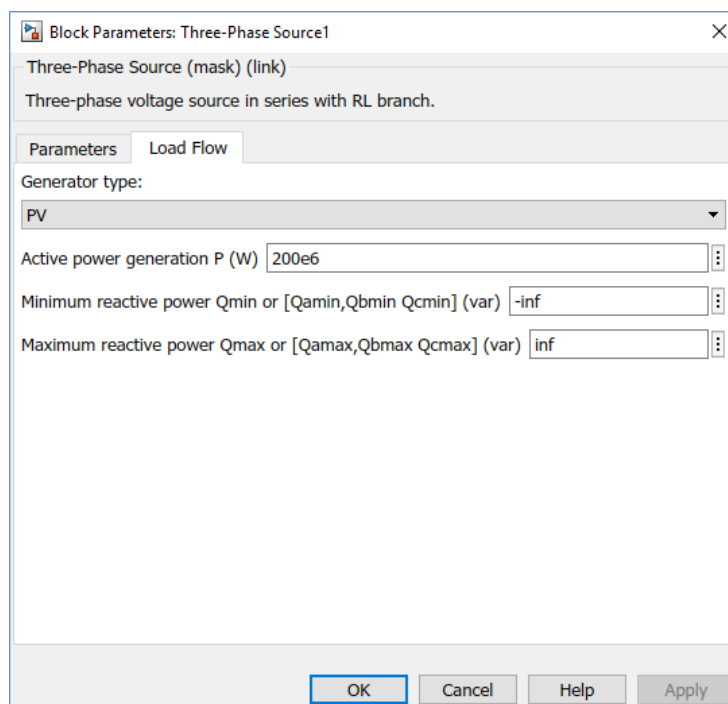 Block Parameters: Three-Phase Source1
Three-Phase Source (mask) (link)
Three-phase voltage source in series with RL branch.
Parameters Load Flow
Generator type:
PV
Active power generation P (W) 200e6
Minimum reactive power Qmin or [Qamin,Qbmin Qcmin] (var) -inf
Maximum reactive power Qmax or [Qamax,Qbmax Qcmax] (var) inf
OK Cancel Help Apply